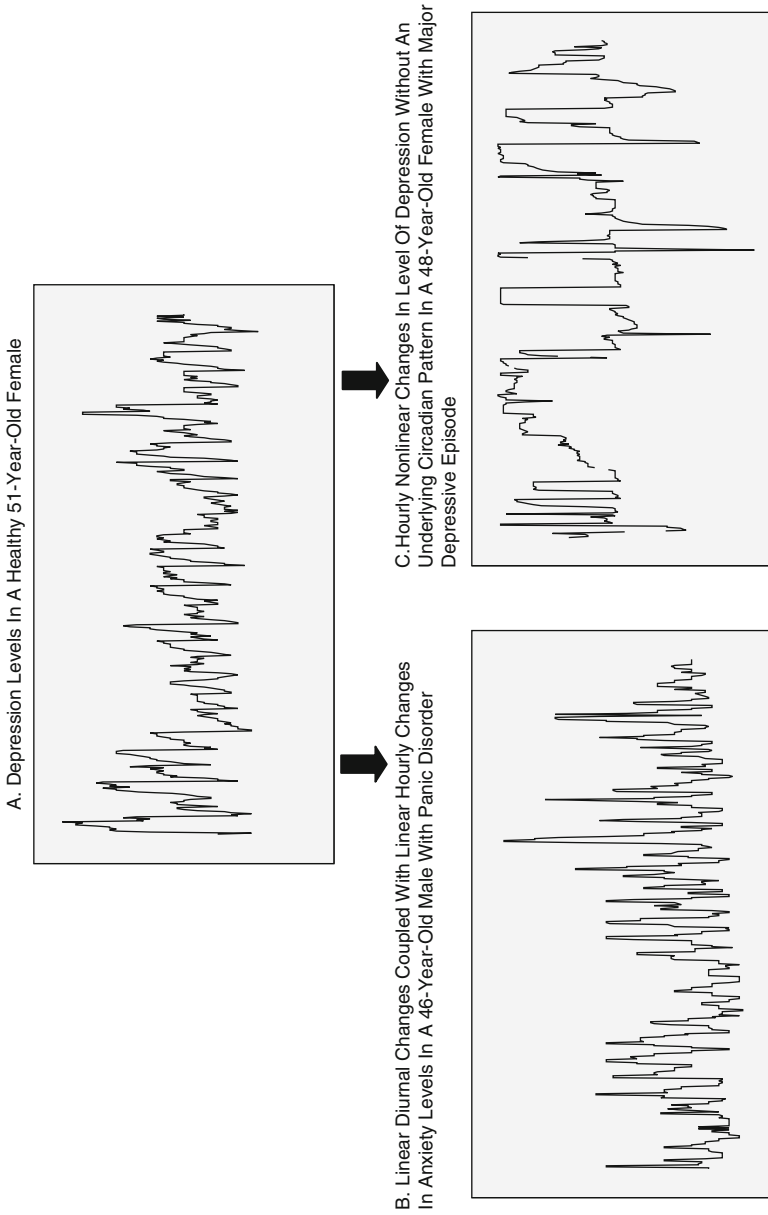 A. Depression Levels In A Healthy 51-Year-Old Female
B. Linear Diurnal Changes Coupled With Linear Hourly Changes
In Anxiety Levels In A 46-Year-Old Male With Panic Disorder
C.Hourly Nonlinear Changes In Level Of Depression Without An
Underlying Circadian Pattern In A 48-Year-Old Female With Major
Depressive Episode